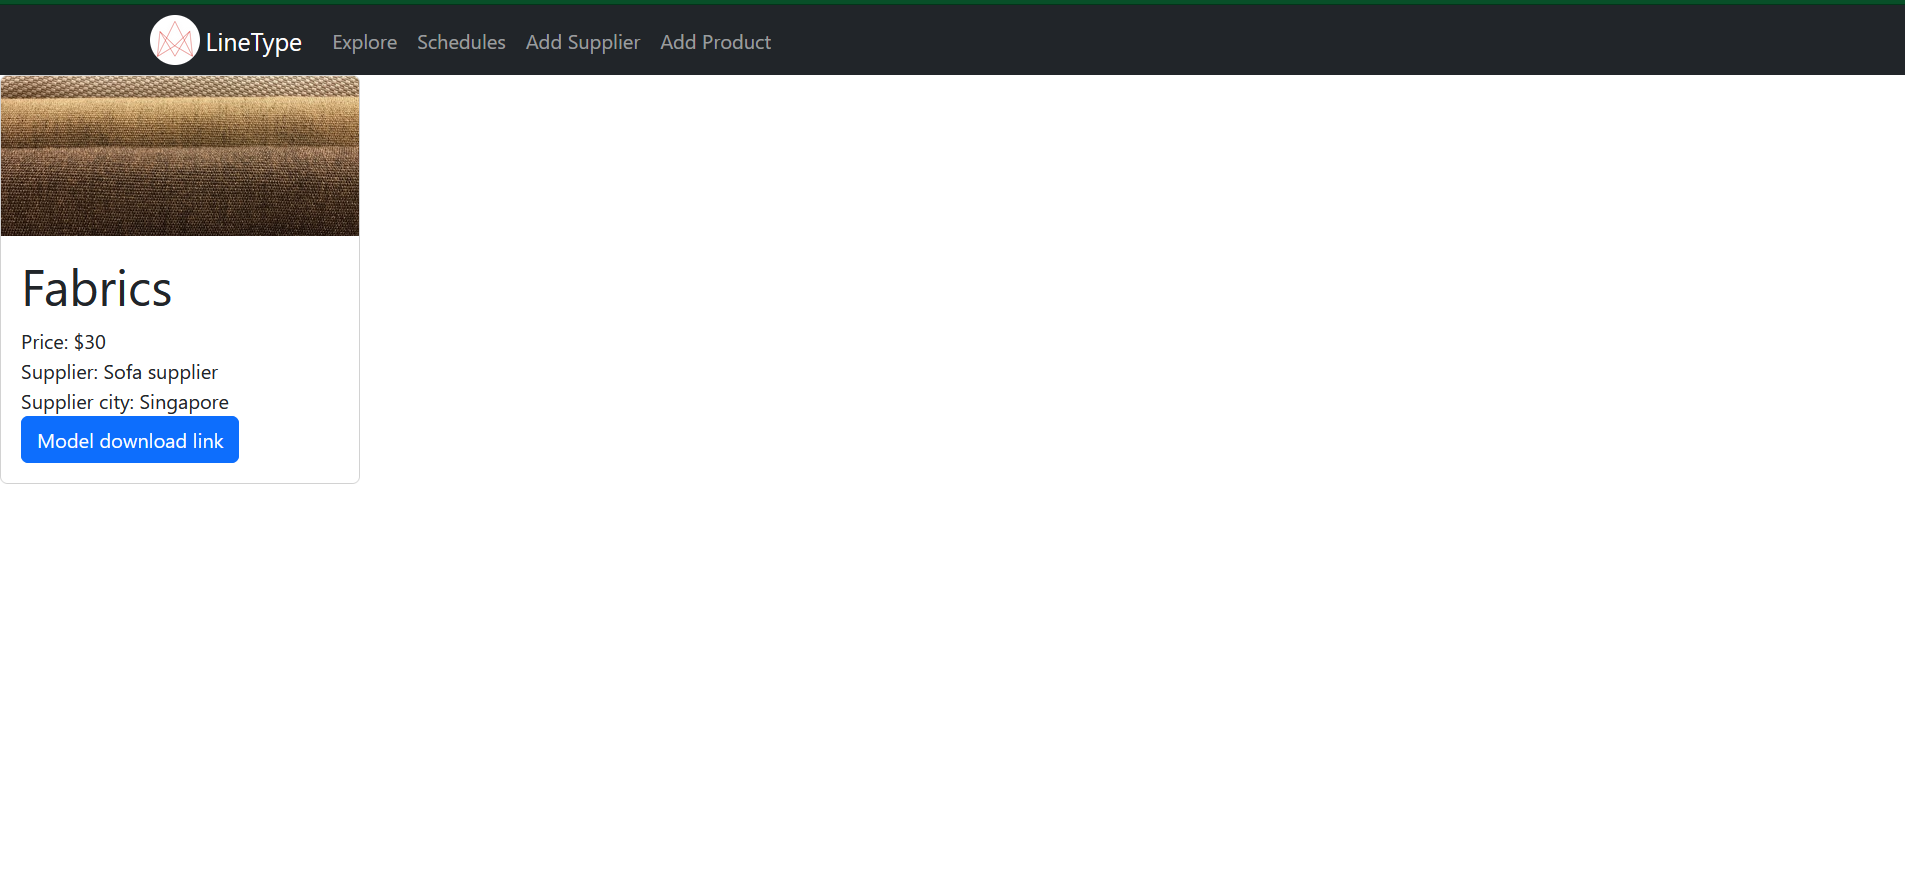 LineType Explore Schedules Add Supplier Add Product
Fabrics
Price: $30
Supplier: Sofa supplier
Supplier city: Singapore
Model download link